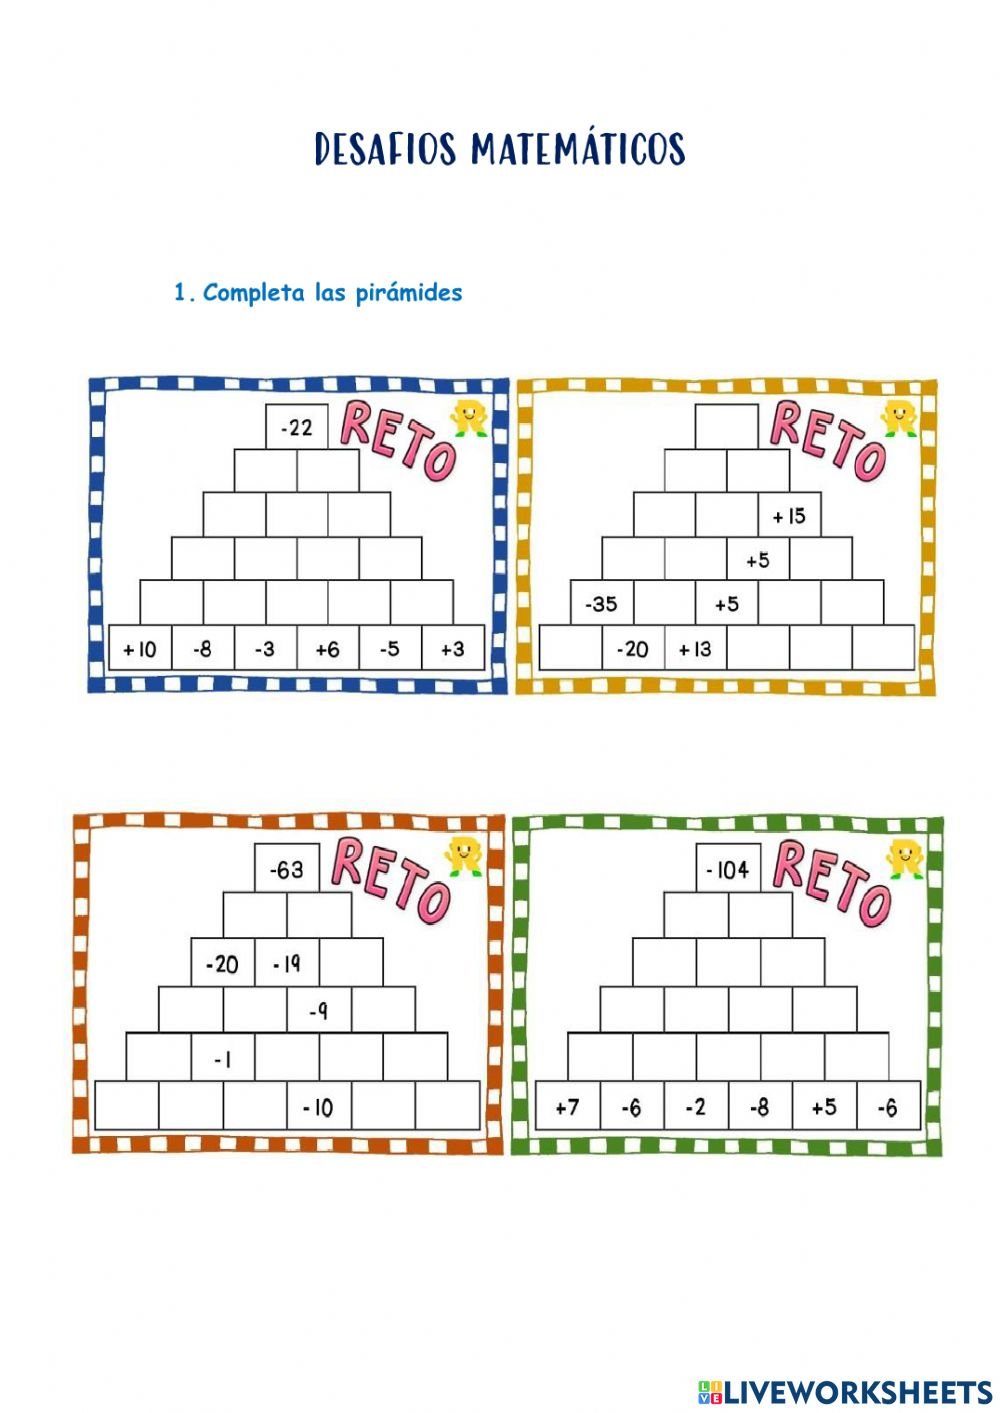 DESAFIOS MATEMÁTICOS
1. Completa las pirámides
-22
RETO
+10 -8 -3 +6 -5 +3
RETO
+15
+5
-35 +5
-20 +13
-63
RETO
-20 -19
-9
-1
-10
-104
RETO
+7 -6 -2 -8 +5 -6
LIVE LIVEWORKSHEETS